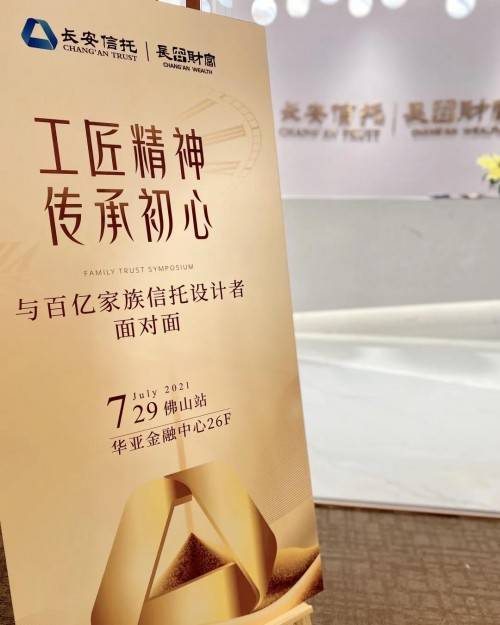 长安信托
CHANG'AN TRUST
長安財富
CHANG'AN WEALTH
长安信托
CHANG'AN TRUST
長安財富
CHANG'AN WEALTH
工匠精神
传承初心
FAMILY TRUST SYMPOSIUM
与百亿家族信托设计者
面对面
July 2021
7
29 佛山站
华亚金融中心26F